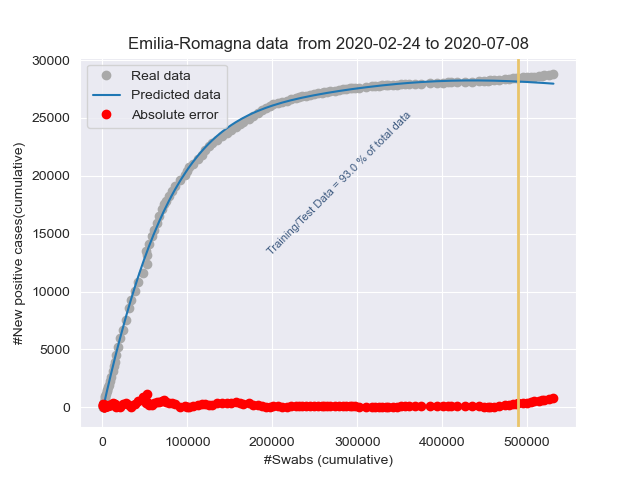 Emilia-Romagna data  from 2020-02-24 to 2020-07-08
Real data
Predicted data
Absolute error
Training/Test Data = 93.0 % of total data
#New positive cases(cumulative)
30000
25000
20000
15000
10000
5000
0
0 100000 200000 300000 400000 500000
#Swabs (cumulative)